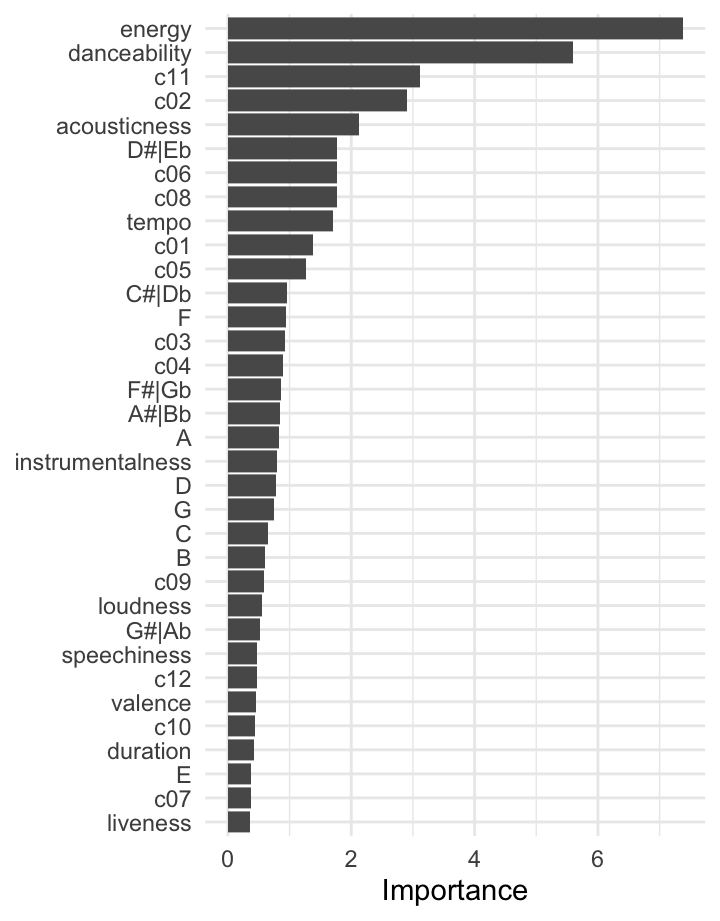 energy
danceability
c11
c02
acousticness
D#|Eb
c06
c08
tempo
c01
c05
C#|Db
F
c03
c04
F#|Gb
A#|Bb
A
instrumentalness
D
G
C
B
c09
loudness
G#|Ab
speechiness
c12
valence
c10
duration
E
c07
liveness
0 2 4 6
Importance